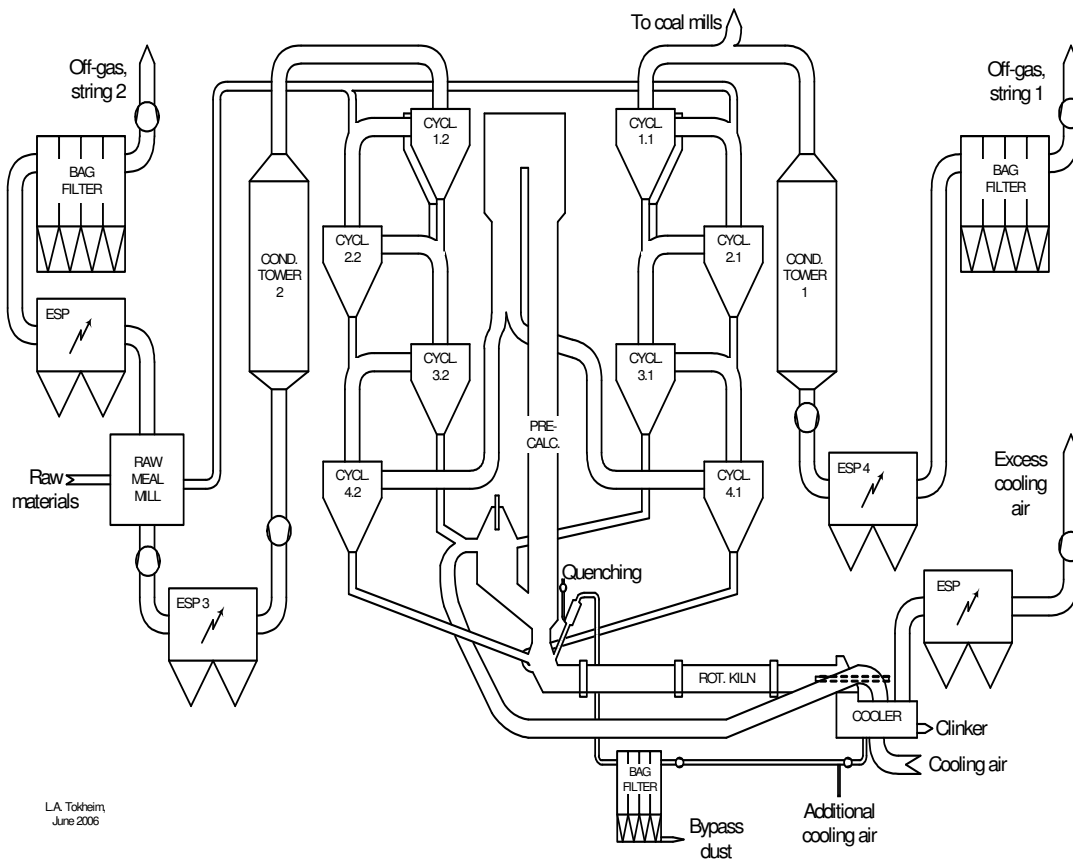 To coal mills
Off-gas,
string 2
Off-gas,
string 1
CYCL.
1.2
CYCL.
1.1
BAG
FILTER
BAG
FILTER
CYCL.
2.2
CYCL.
2.1
COND.
TOWER
2
COND.
TOWER
1
ESP
CYCL.
3.2
CYCL.
3.1
PRE-
CALC.
RAW
MEAL
MILL
Raw
materials
CYCL.
4.2
CYCL.
4.1
ESP 4
Excess
cooling
air
Quenching
ESP
ESP 3
ROT. KILN
COOLER
Clinker
Cooling air
BAG
FILTER
Additional
cooling air
Bypass
dust
L.A. Tokheim,
June 2006